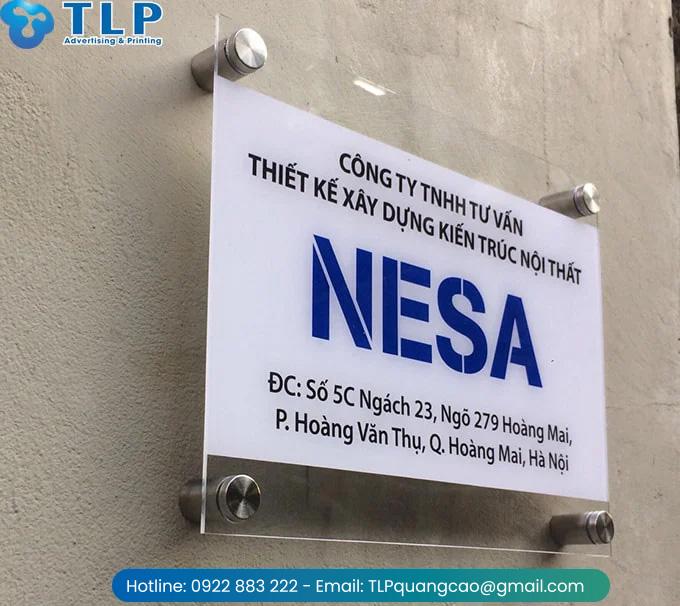 TLP
Advertising & Printing
CÔNG TY TNHH TƯ VẤN
THIẾT KẾ XÂY DỰNG KIẾN TRÚC NỘI THẤT
NESA
ĐC: Số 5C Ngách 23, Ngõ 279 Hoàng Mai,
P. Hoàng Văn Thụ, Q. Hoàng Mai, Hà Nội
Hotline: 0922 883 222 - Email: TLPquangcao@gmail.com